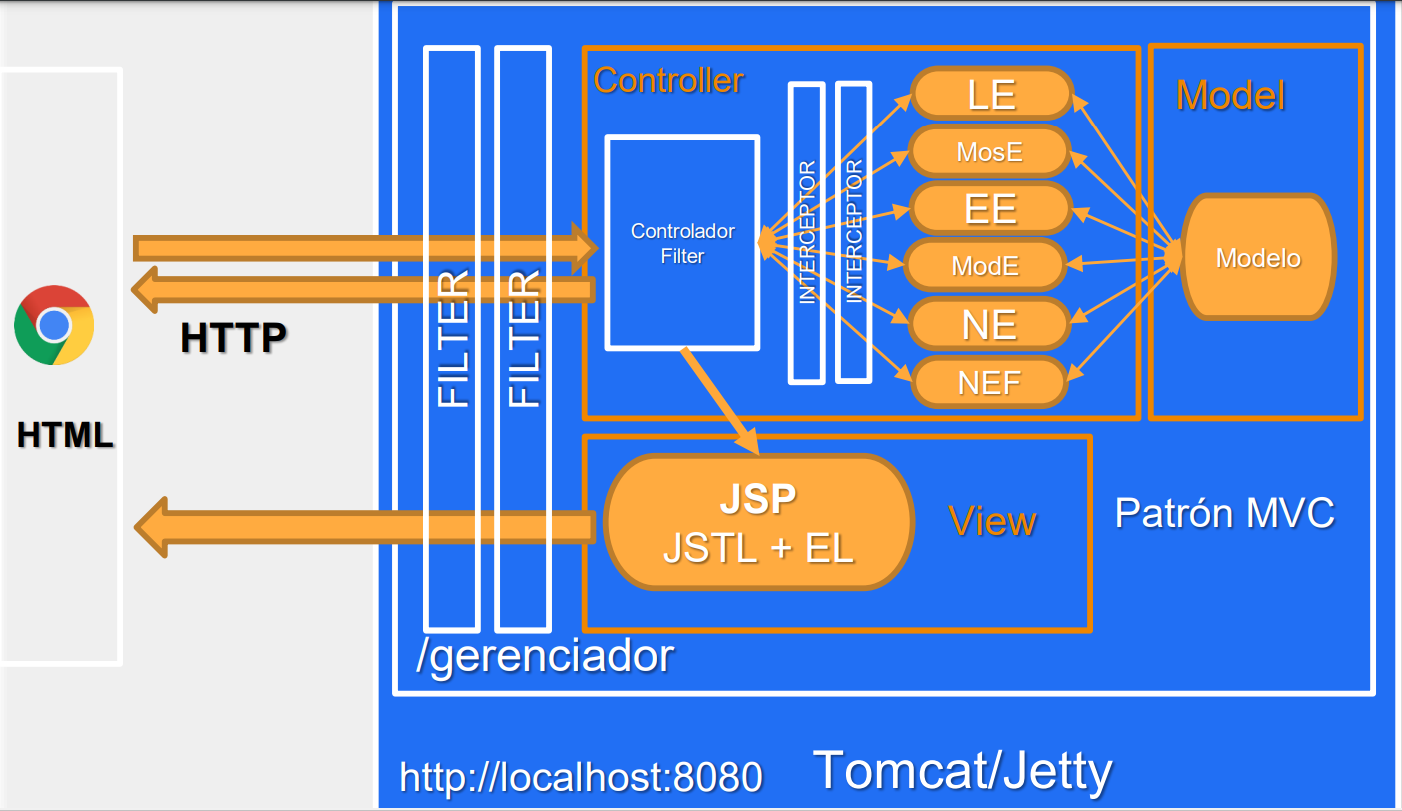 HTML
HTTP
FILTER
FILTER
Controller
Controlador
Filter
INTERCEPTOR
INTERCEPTOR
LE
MosE
EE
ModE
NE
NEF
Model
Modelo
JSP
JSTL + EL
View
Patrón MVC
/gerenciador
http://localhost:8080
Tomcat/Jetty